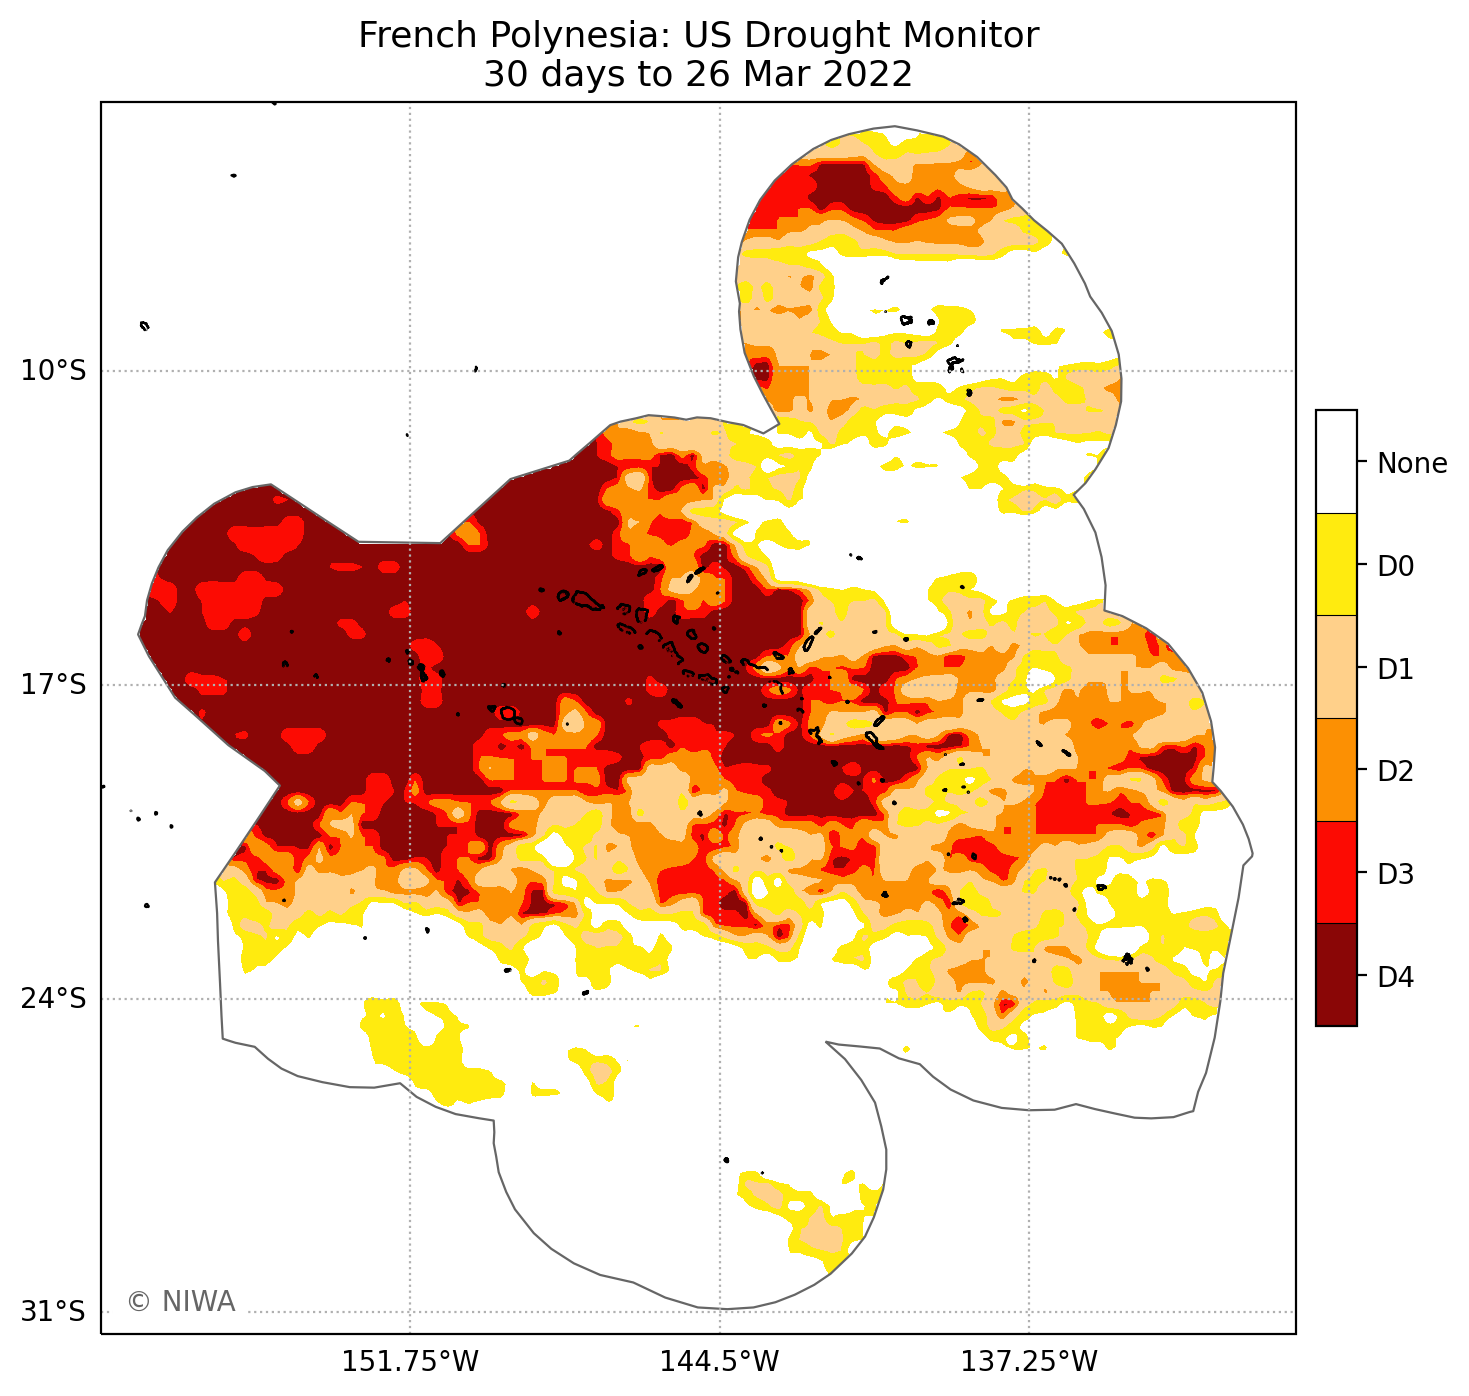 French Polynesia: US Drought Monitor
30 days to 26 Mar 2022
10°S
17°S
24°S
31°S
151.75°W
144.5°W
137.25°W
None
D0
D1
D2
D3
D4
© NIWA